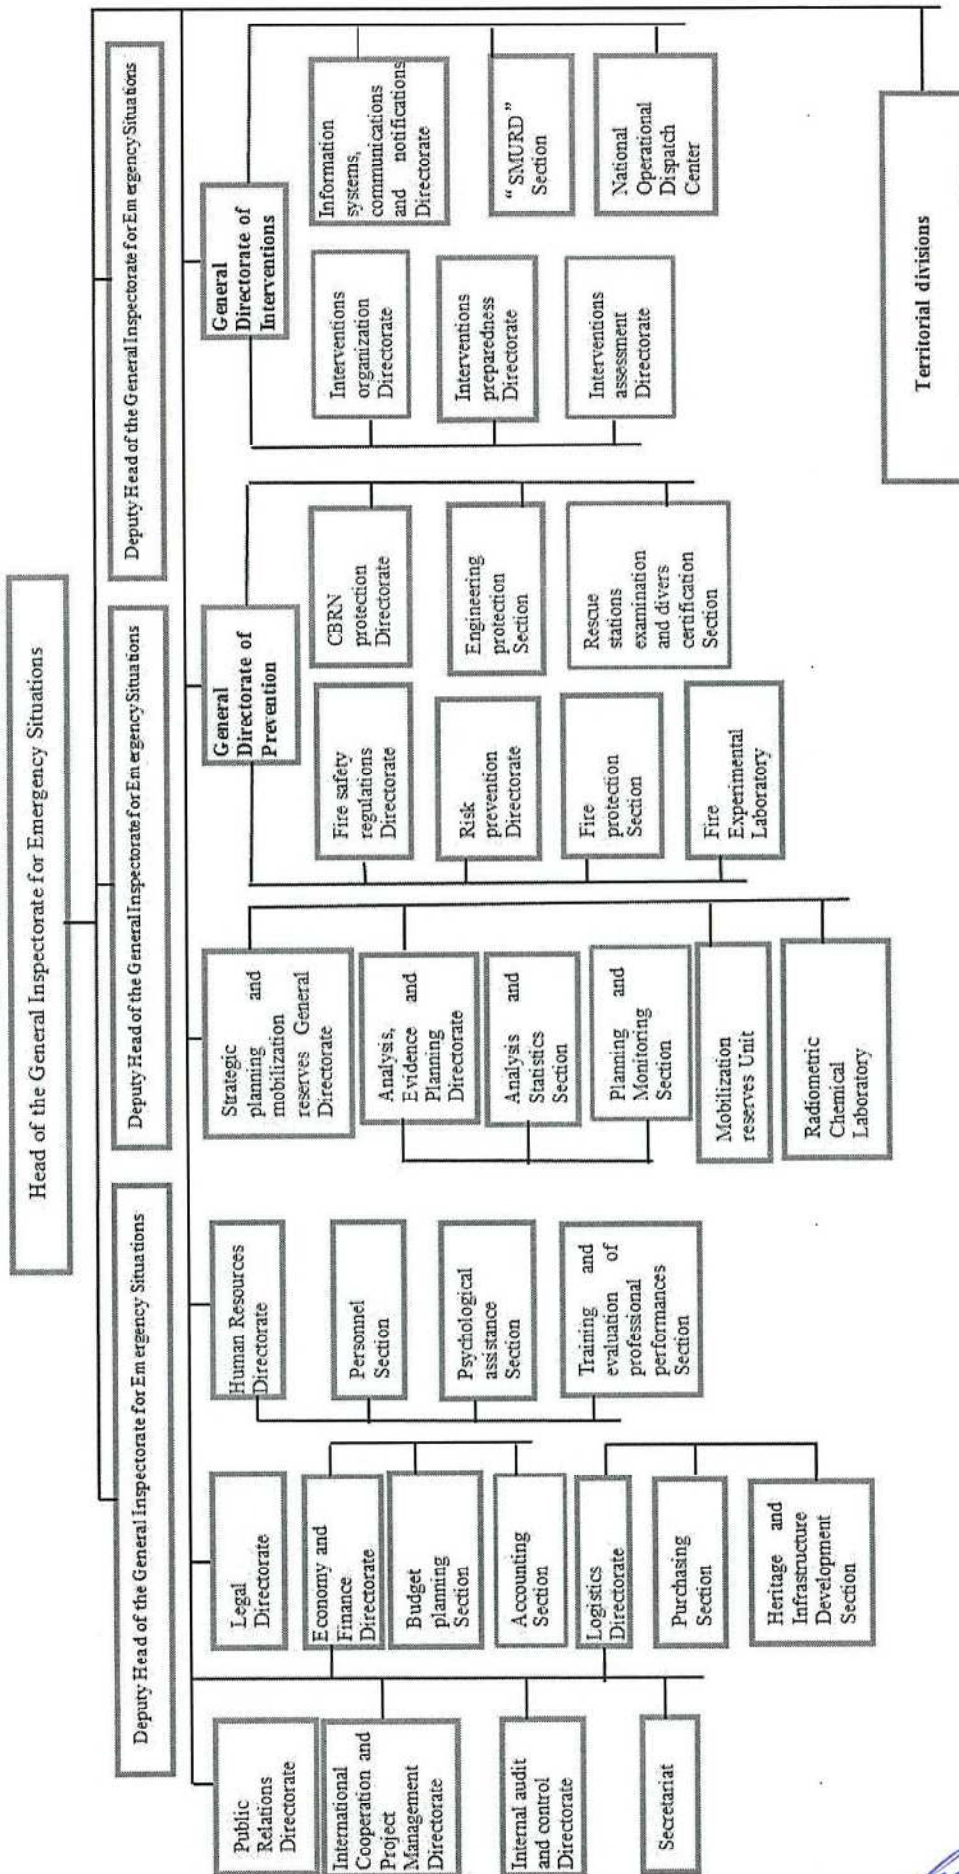 Head of the General Inspectorate for Emergency Situations
Deputy Head of the General Inspectorate for Emergency Situations
Deputy Head of the General Inspectorate for Emergency Situations
Deputy Head of the General Inspectorate for Emergency Situations
Public
Relations
Directorate
International
Cooperation and
Project
Management
Directorate
Internal audit
and control
Directorate
Secretariat
Legal
Directorate
Economy and
Finance
Directorate
Budget
planning
Section
Accounting
Section
Logistics
Directorate
Purchasing
Section
Heritage and
Infrastructure
Development
Section
Human Resources
Directorate
Personnel
Section
Psychological
assistance
Section
Training and
evaluation of
professional
performances
Section
Strategic
planning and
mobilization
reserves General
Directorate
Analysis,
Evidence and
Planning
Directorate
Analysis and
Statistics
Section
Planning and
Monitoring
Section
Mobilization
reserves Unit
Radiometric
Chemical
Laboratory
General
Directorate of
Prevention
Fire safety
regulations
Directorate
Risk
prevention
Directorate
Fire
protection
Section
Fire
Experimental
Laboratory
CBRN
protection
Directorate
Engineering
protection
Section
Rescue
stations
examination
and divers
certification
Section
General
Directorate of
Interventions
Interventions
organization
Directorate
Interventions
preparedness
Directorate
Interventions
assessment
Directorate
Information
systems,
communications
and notifications
Directorate
“SMURD”
Section
National
Operational
Dispatch
Center
Territorial divisions